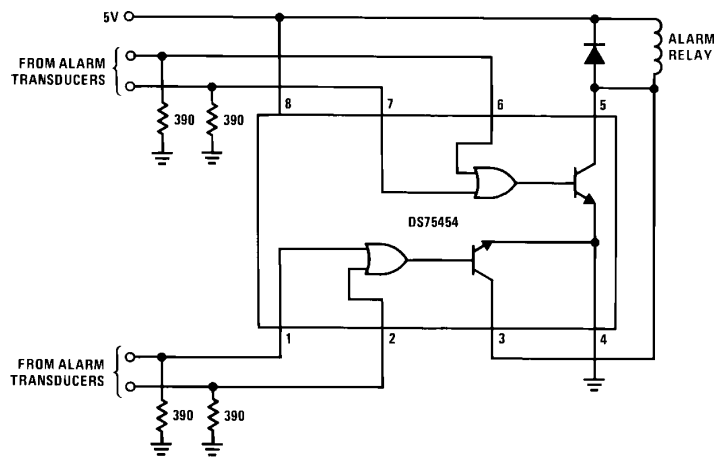 5V
FROM ALARM
TRANSDUCERS
ALARM
RELAY
8
7
6
5
390
390
DS75454
1
2
3
4
FROM ALARM
TRANSDUCERS
390
390